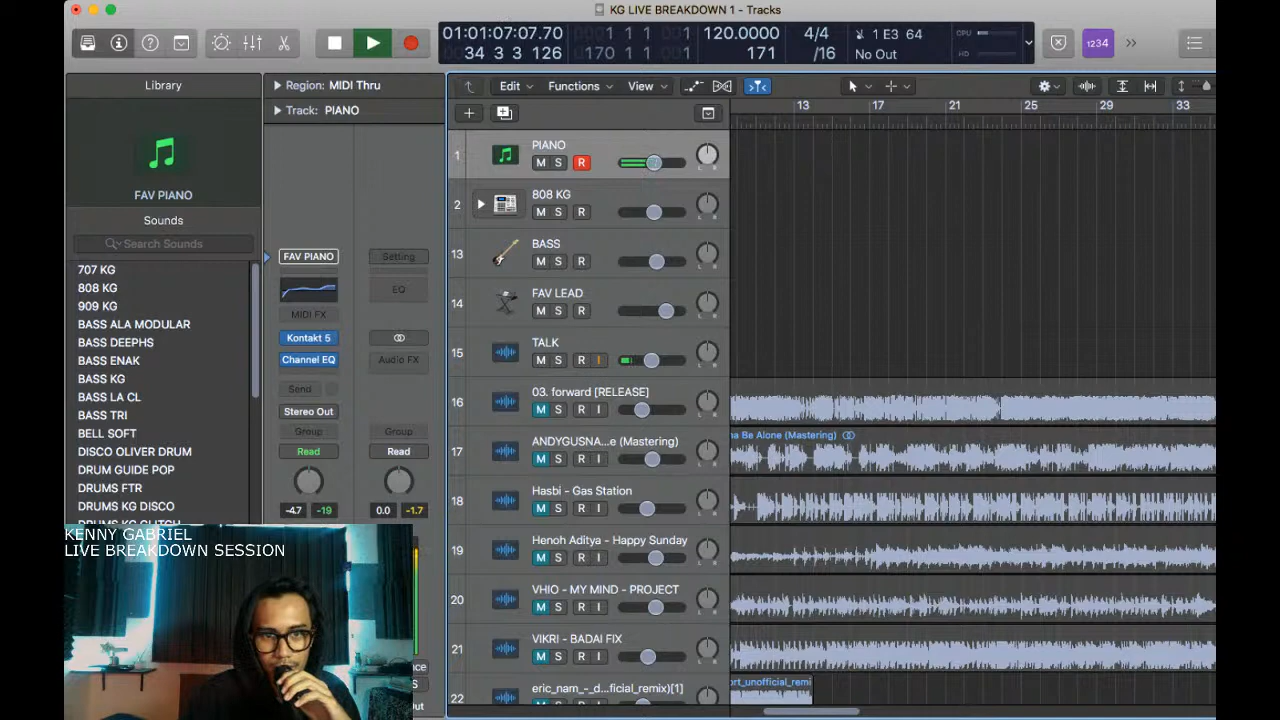 KG LIVE BREAKDOWN 1 - Tracks
01:01:07:07.70
34 3 3 126
1 1 1 1
170 1 1 1
120.0000
171
4/4
/16
1 E3 64
No Out
CPU
HD
1234
Library
FAV PIANO
Sounds
Search Sounds
707 KG
808 KG
909 KG
BASS ALA MODULAR
BASS DEEPHS
BASS ENAK
BASS KG
BASS LA CL
BASS TRI
BELL SOFT
DISCO OLIVER DRUM
DRUM GUIDE POP
DRUMS FTR
DRUMS KG DISCO
DRUMS KG GLITCH
Region: MIDI Thru
Track: PIANO
FAV PIANO
Setting
EQ
MIDI FX
Kontakt 5
Channel EQ
Audio FX
Send
Stereo Out
Group
Group
Read
Read
-4.7
-19
0.0
-1.7
Edit
Functions
View
13
17
21
25
29
33
1
PIANO
M S R
L R
2
808 KG
M S R
L R
13
BASS
M S R
L R
14
FAV LEAD
M S R
L R
15
TALK
M S R I
L R
16
03. forward [RELEASE]
M S R I
L R
17
ANDYGUSNA...e (Mastering)
M S R I
L R
na Be Alone (Mastering)
18
Hasbi - Gas Station
M S R I
L R
19
Henoh Aditya - Happy Sunday
M S R I
L R
20
VHIO - MY MIND - PROJECT
M S R I
L R
21
VIKRI - BADAI FIX
M S R I
L R
22
eric_nam_-_d...ficial_remix)[1]
ort_unofficial_remi
KENNY GABRIEL
LIVE BREAKDOWN SESSION